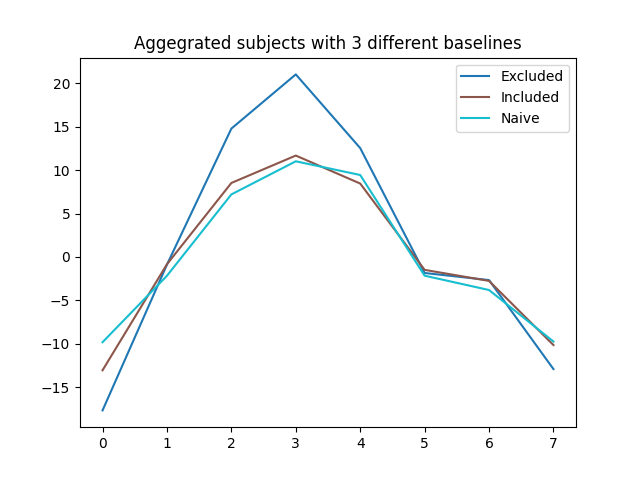 Aggegrated subjects with 3 different baselines
Excluded
Included
Naive
20
15
10
5
0
−5
−10
−15
0 1 2 3 4 5 6 7